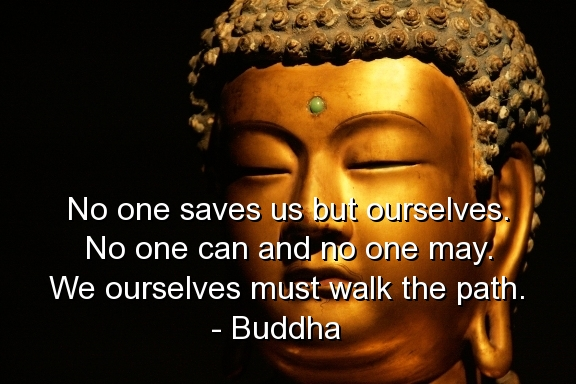 No one saves us but ourselves.
No one can and no one may.
We ourselves must walk the path.
- Buddha